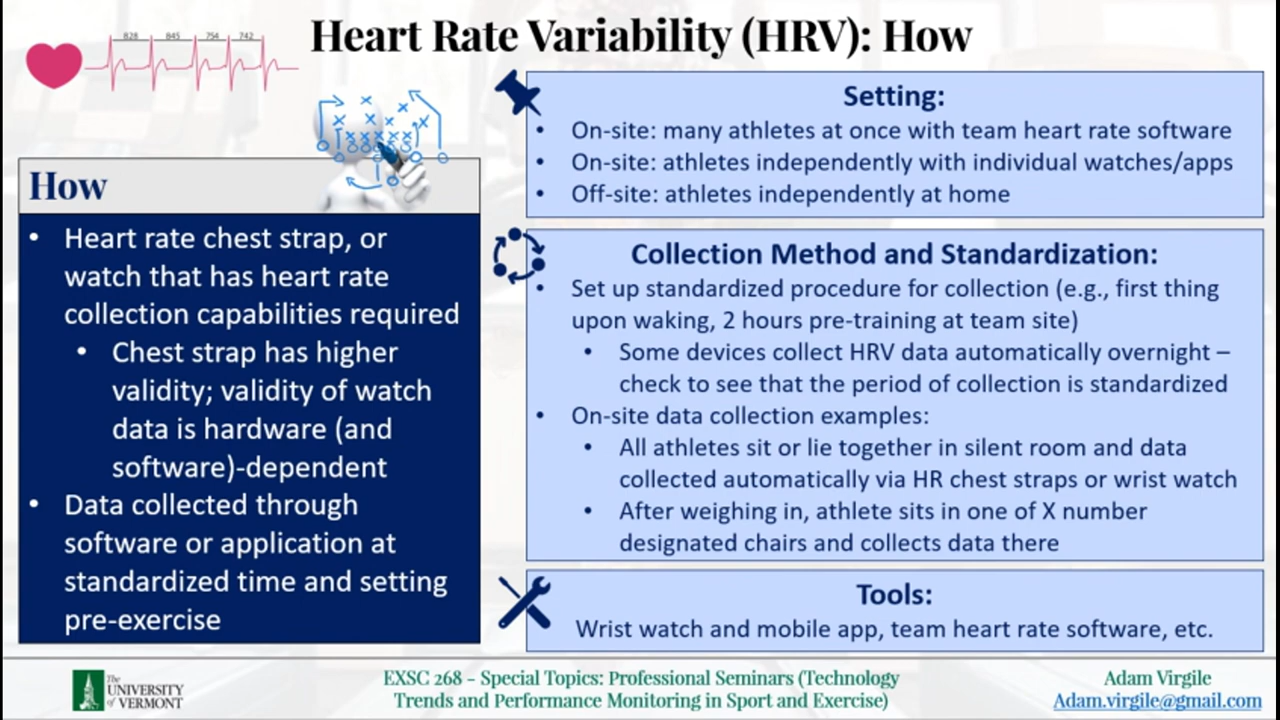 828 845 754 742
Heart Rate Variability (HRV): How
How
• Heart rate chest strap, or
watch that has heart rate
collection capabilities required
• Chest strap has higher
validity; validity of watch
data is hardware (and
software)-dependent
• Data collected through
software or application at
standardized time and setting
pre-exercise
Setting:
• On-site: many athletes at once with team heart rate software
• On-site: athletes independently with individual watches/apps
• Off-site: athletes independently at home
Collection Method and Standardization:
• Set up standardized procedure for collection (e.g., first thing
upon waking, 2 hours pre-training at team site)
• Some devices collect HRV data automatically overnight –
check to see that the period of collection is standardized
• On-site data collection examples:
• All athletes sit or lie together in silent room and data
collected automatically via HR chest straps or wrist watch
• After weighing in, athlete sits in one of X number
designated chairs and collects data there
Tools:
Wrist watch and mobile app, team heart rate software, etc.
The
UNIVERSITY
of VERMONT
EXSC 268 – Special Topics: Professional Seminars (Technology
Trends and Performance Monitoring in Sport and Exercise)
Adam Virgile
Adam.virgile@gmail.com